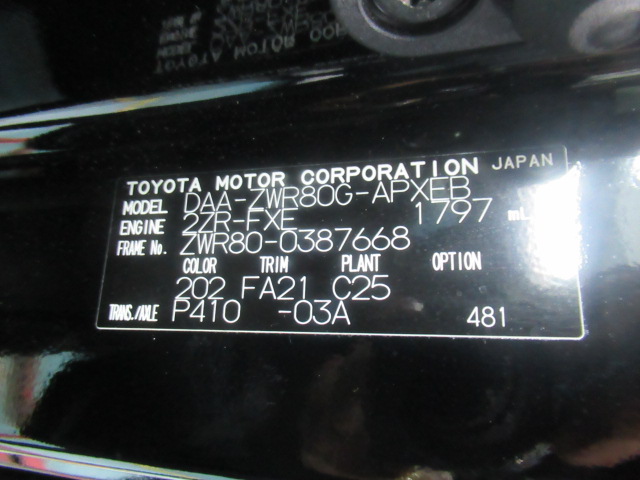 TOYOTA MOTOR CORPORATION JAPAN
MODEL DAA-ZWR80G-APXEB
ENGINE 2ZR-FXE 1797 mL
FRAME No. ZWR80-0387668
COLOR TRIM PLANT OPTION
202 FA21 C25
TRANS./AXLE P410 -03A 481